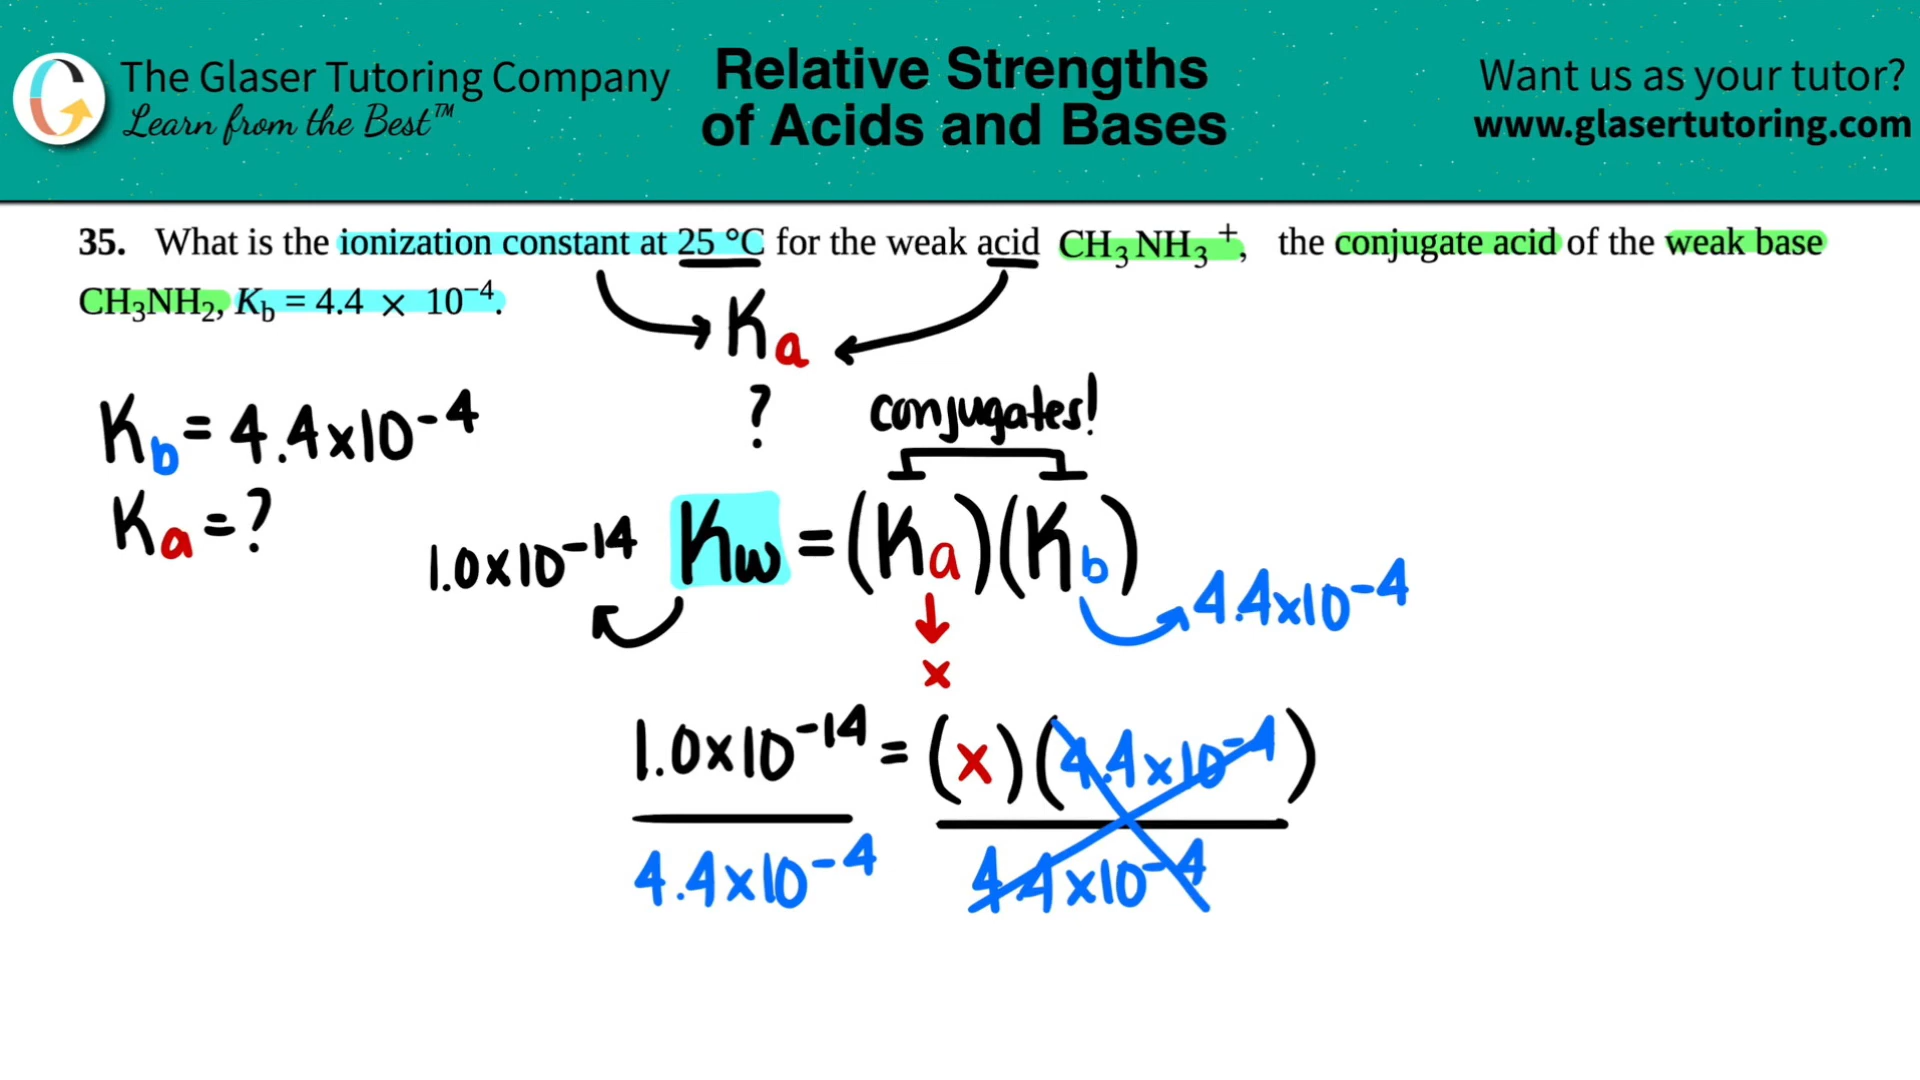 The Glaser Tutoring Company
Learn from the Best™
Relative Strengths
of Acids and Bases
Want us as your tutor?
www.glasertutoring.com
35. What is the ionization constant at 25 °C for the weak acid CH₃NH₃⁺, the conjugate acid of the weak base
CH₃NH₂, K_b = 4.4 × 10⁻⁴.
Ka
?
Kb = 4.4x10⁻⁴
Ka = ?
conjugates!
1.0x10⁻¹⁴ Kw = (Ka)(Kb)
4.4x10⁻⁴
x
1.0x10⁻¹⁴ = (x)(4.4x10⁻⁴)
4.4x10⁻⁴ 4.4x10⁻⁴